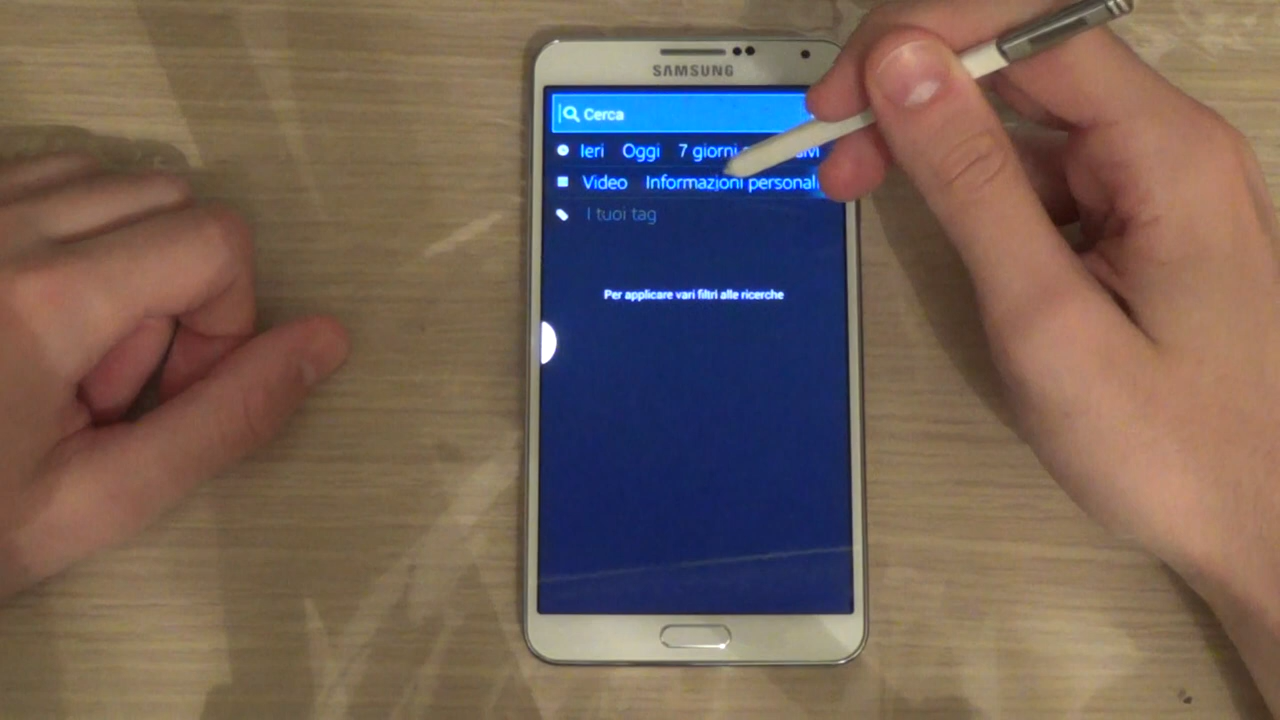 SAMSUNG
Cerca
Ieri Oggi 7 giorni
Video Informazioni personali
I tuoi tag
Per applicare vari filtri alle ricerche